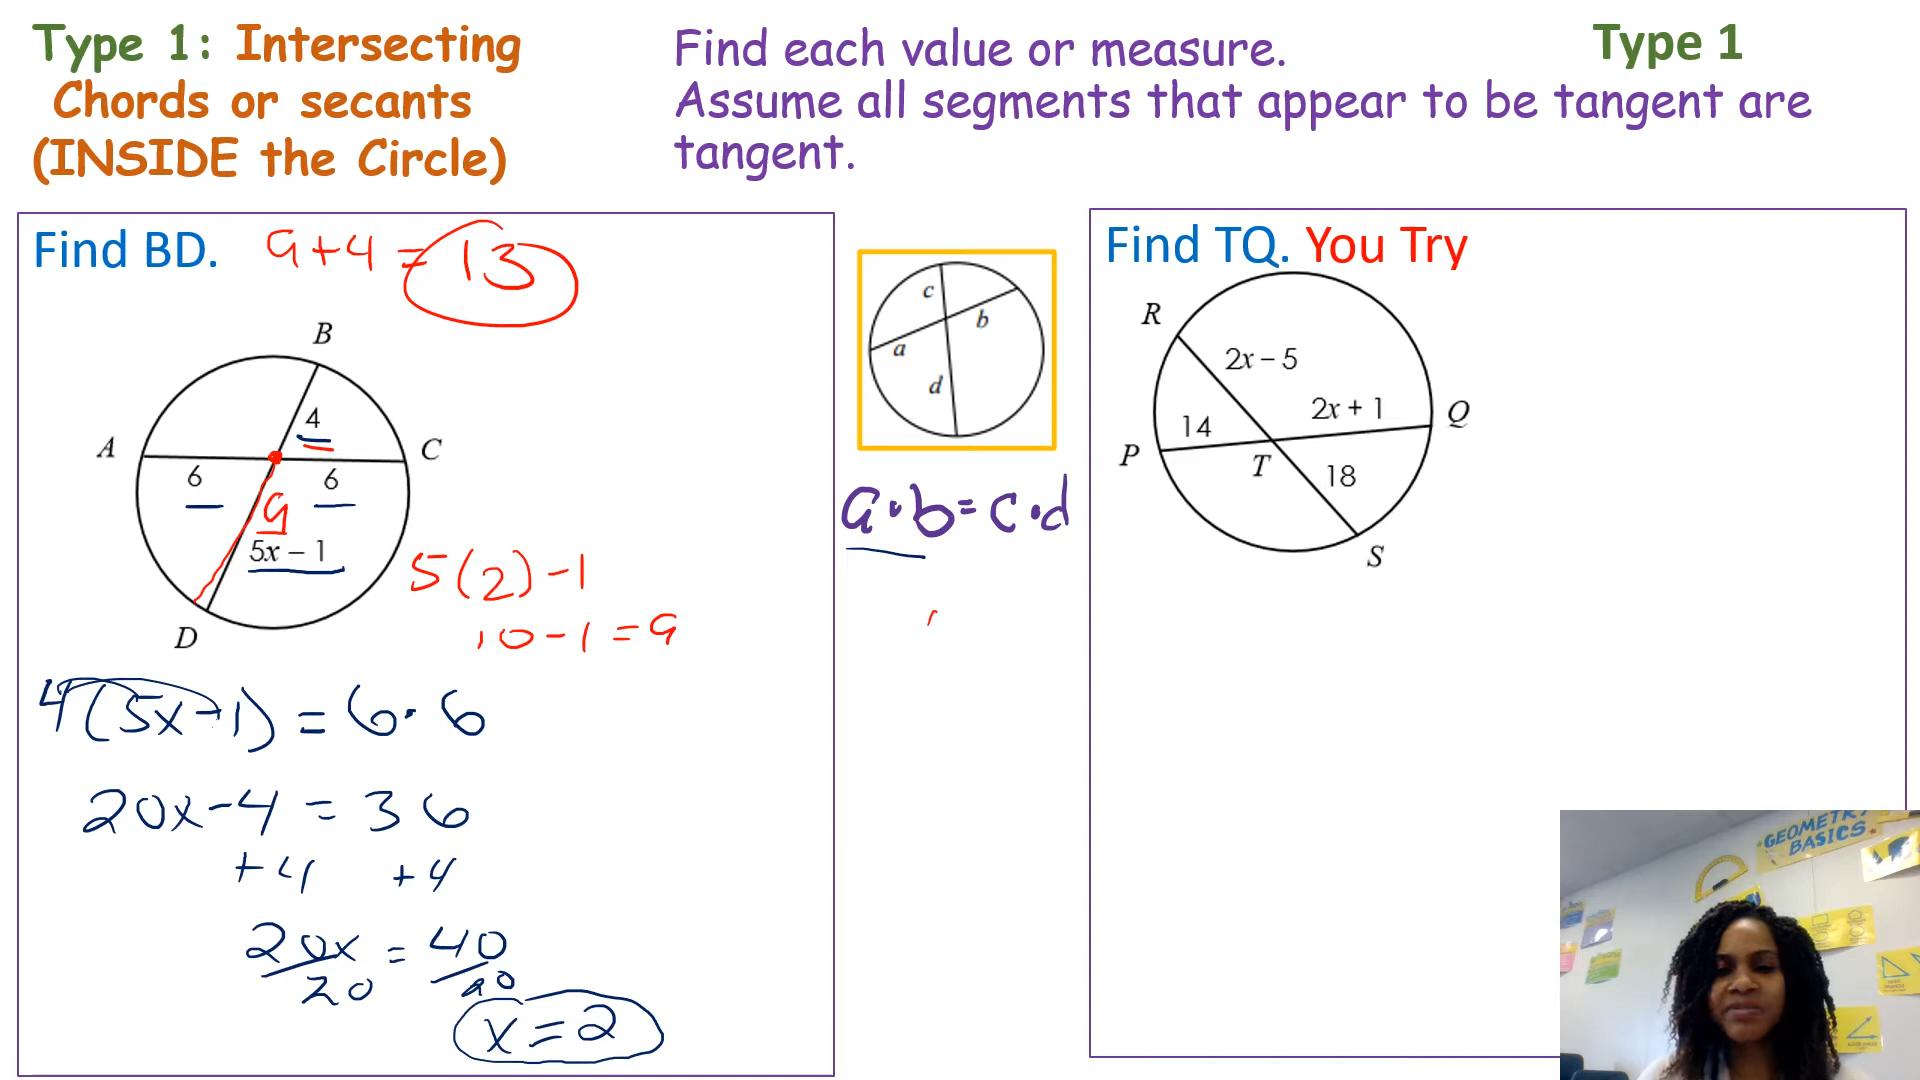 Type 1: Intersecting
Chords or secants
(INSIDE the Circle)
Find each value or measure.
Assume all segments that appear to be tangent are
tangent.
Type 1
Find BD.
9+4 = 13
B
4
A
C
6
6
9
5x – 1
D
5(2)-1
10-1=9
4(5x-1) = 6·6
20x-4 = 36
+4 +4
20x = 40
20 20
x=2
c
b
a
d
a·b=c·d
Find TQ. You Try
R
2x – 5
2x + 1
Q
14
P
T
18
S
GEOMETRY
BASICS